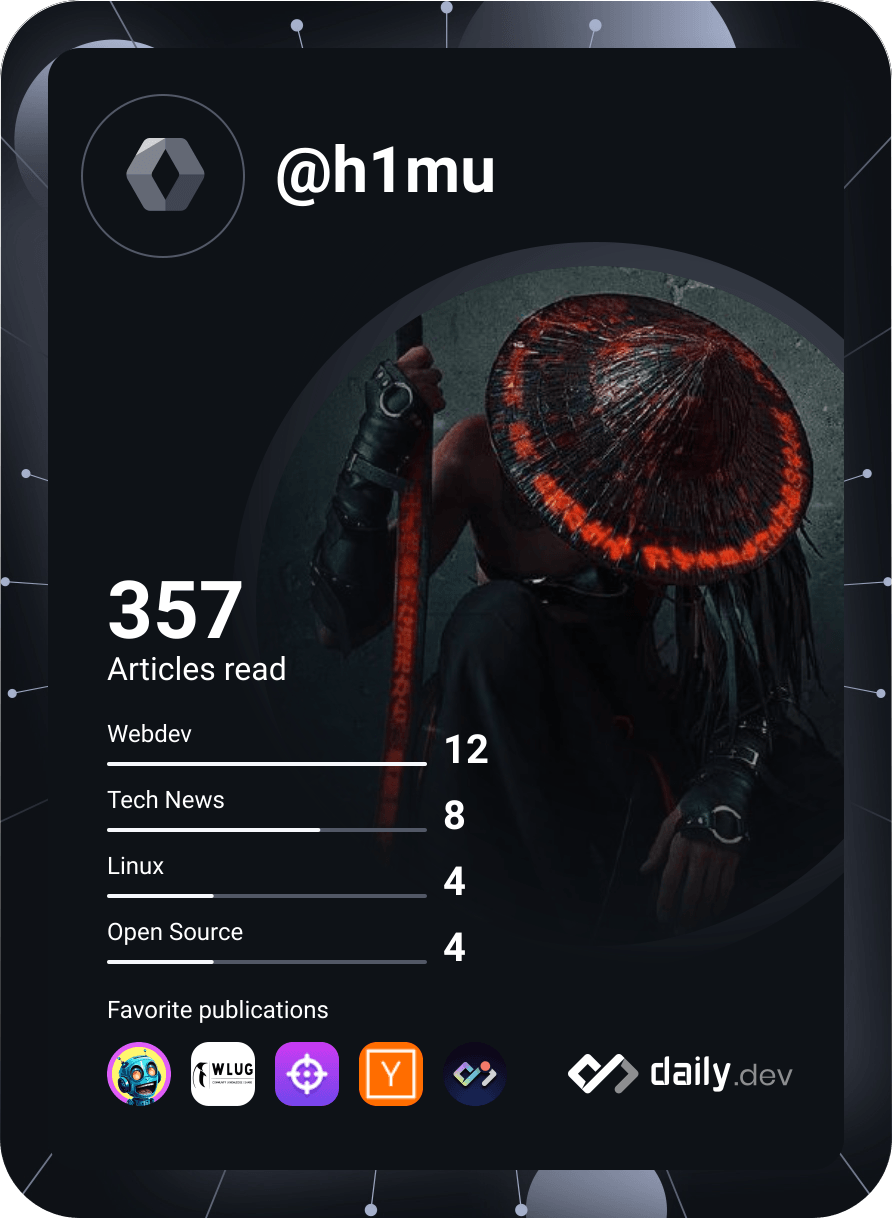 @h1mu
357
Articles read
Webdev
12
Tech News
8
Linux
4
Open Source
4
Favorite publications
WLUG
Y
daily.dev